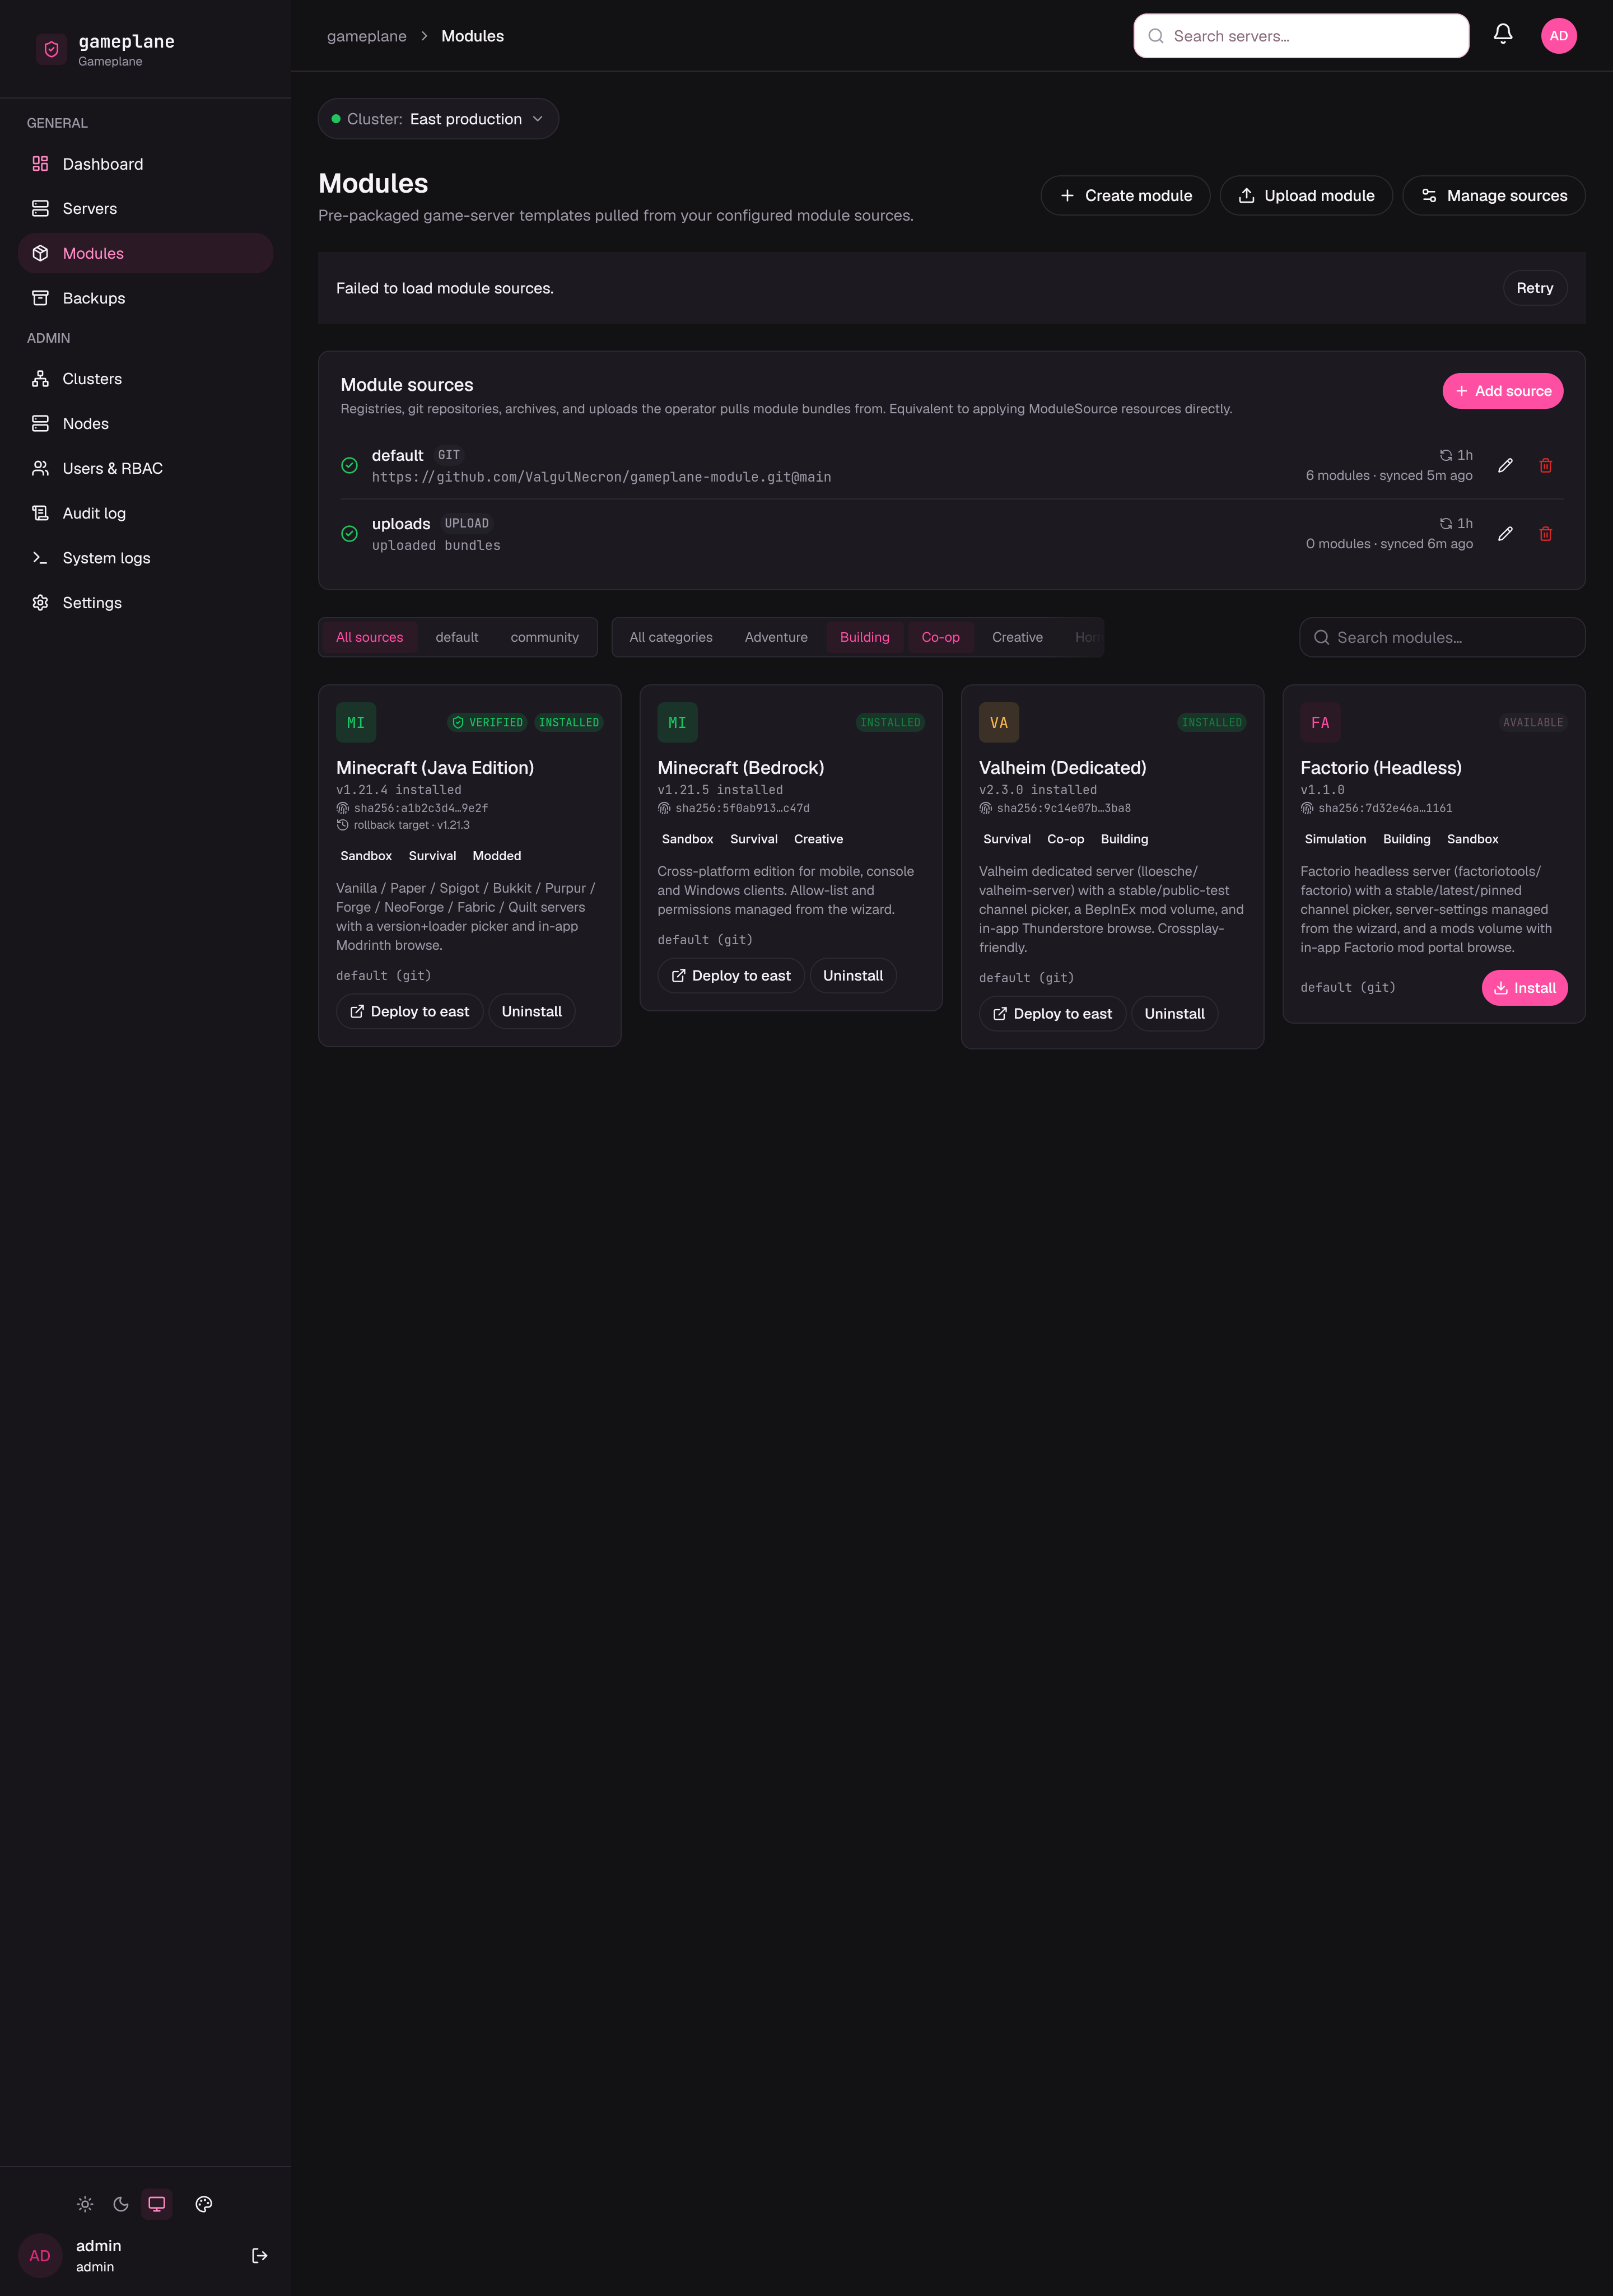 gameplane
Gameplane
GENERAL
Dashboard
Servers
Modules
Backups
ADMIN
Clusters
Nodes
Users & RBAC
Audit log
System logs
Settings
AD
admin
admin
gameplane > Modules
Search servers…
AD
Cluster: East production
Modules
Pre-packaged game-server templates pulled from your configured module sources.
Create module
Upload module
Manage sources
Failed to load module sources.
Retry
Module sources
Registries, git repositories, archives, and uploads the operator pulls module bundles from. Equivalent to applying ModuleSource resources directly.
Add source
default GIT
https://github.com/ValgulNecron/gameplane-module.git@main
1h
6 modules · synced 5m ago
uploads UPLOAD
uploaded bundles
1h
0 modules · synced 6m ago
All sources default community
All categories Adventure Building Co-op Creative
Search modules…
MI VERIFIED INSTALLED
Minecraft (Java Edition)
v1.21.4 installed
sha256:a1b2c3d4…9e2f
rollback target · v1.21.3
Sandbox Survival Modded
Vanilla / Paper / Spigot / Bukkit / Purpur /
Forge / NeoForge / Fabric / Quilt servers
with a version+loader picker and in-app
Modrinth browse.
default (git)
Deploy to east Uninstall
MI INSTALLED
Minecraft (Bedrock)
v1.21.5 installed
sha256:5f0ab913…c47d
Sandbox Survival Creative
Cross-platform edition for mobile, console
and Windows clients. Allow-list and
permissions managed from the wizard.
default (git)
Deploy to east Uninstall
VA INSTALLED
Valheim (Dedicated)
v2.3.0 installed
sha256:9c14e07b…3ba8
Survival Co-op Building
Valheim dedicated server (lloesche/
valheim-server) with a stable/public-test
channel picker, a BepInEx mod volume, and
in-app Thunderstore browse. Crossplay-
friendly.
default (git)
Deploy to east Uninstall
FA AVAILABLE
Factorio (Headless)
v1.1.0
sha256:7d32e46a…1161
Simulation Building Sandbox
Factorio headless server (factoriotools/
factorio) with a stable/latest/pinned
channel picker, server-settings managed
from the wizard, and a mods volume with
in-app Factorio mod portal browse.
default (git)
Install